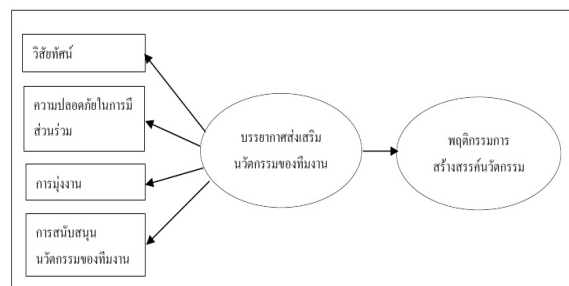 วิสัยทัศน์
ความปลอดภัยในการมี
ส่วนร่วม
การมุ่งงาน
การสนับสนุน
นวัตกรรมของทีมงาน
บรรยากาศส่งเสริม
นวัตกรรมของทีมงาน
พฤติกรรมการ
สร้างสรรค์นวัตกรรม